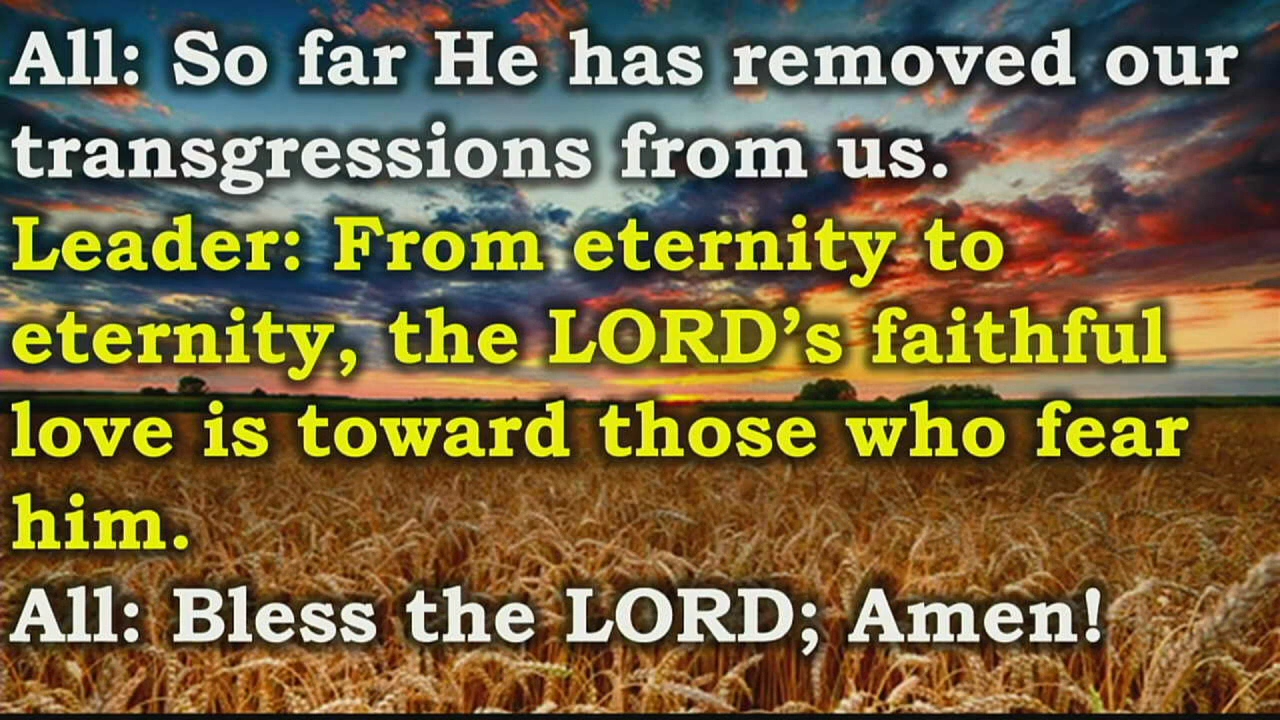 All: So far He has removed our
transgressions from us.
Leader: From eternity to
eternity, the LORD’s faithful
love is toward those who fear
him.
All: Bless the LORD; Amen!